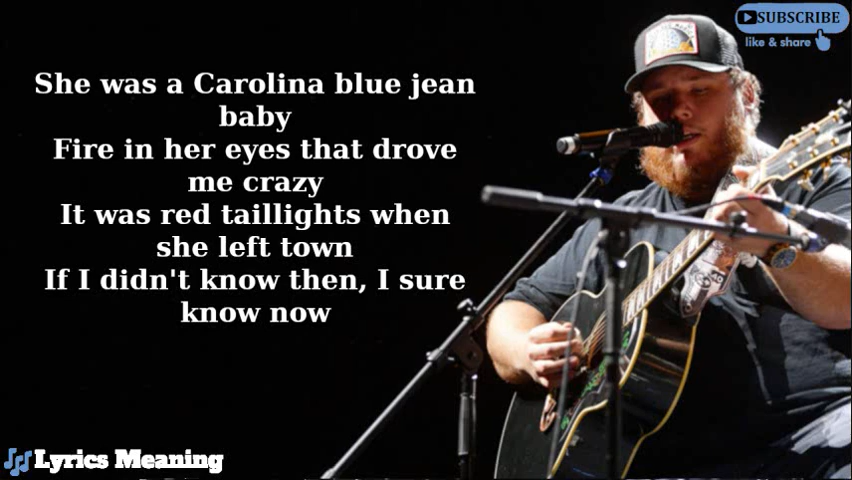 SUBSCRIBE
like & share
She was a Carolina blue jean
baby
Fire in her eyes that drove
me crazy
It was red taillights when
she left town
If I didn't know then, I sure
know now
Lyrics Meaning